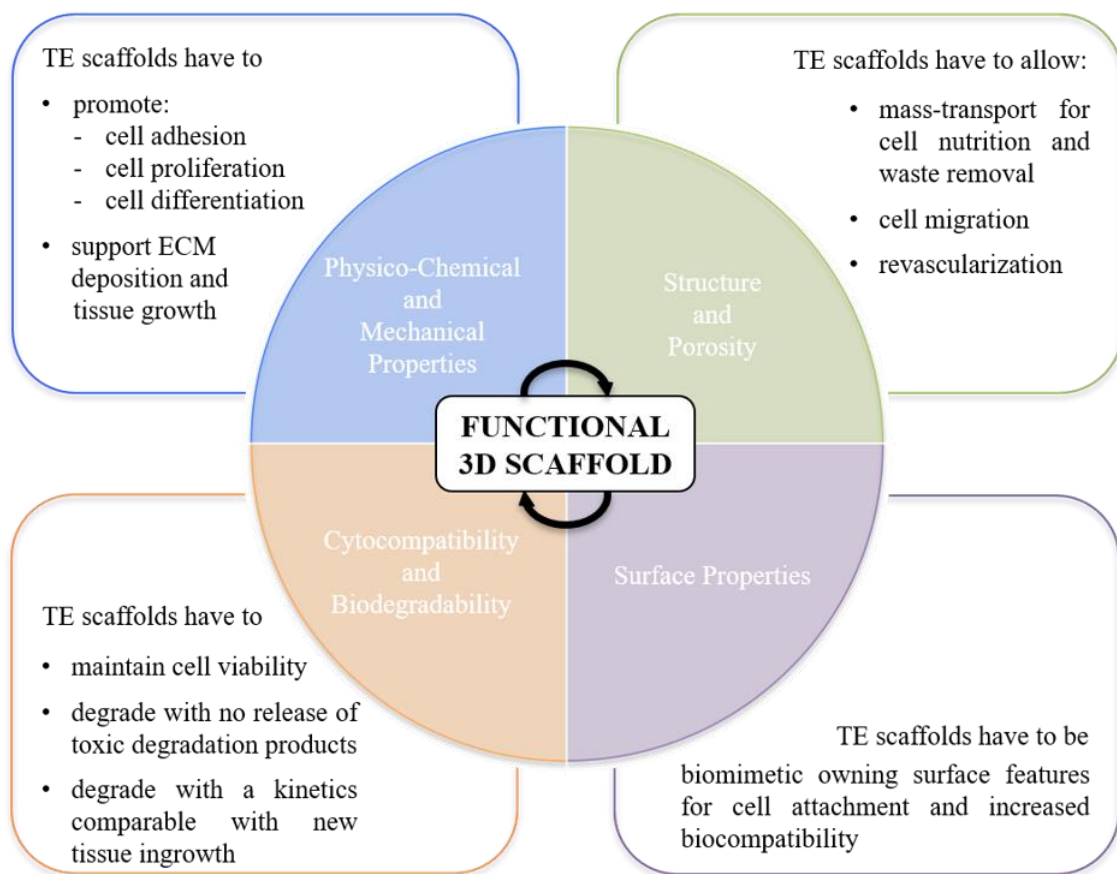 TE scaffolds have to
• promote:
- cell adhesion
- cell proliferation
- cell differentiation
• support ECM
deposition and
tissue growth
TE scaffolds have to allow:
• mass-transport for
cell nutrition and
waste removal
• cell migration
• revascularization
Physico-Chemical
and
Mechanical
Properties
Structure
and
Porosity
FUNCTIONAL
3D SCAFFOLD
Cytocompatibility
and
Biodegradability
Surface Properties
TE scaffolds have to
• maintain cell viability
• degrade with no release of
toxic degradation products
• degrade with a kinetics
comparable with new
tissue ingrowth
TE scaffolds have to be
biomimetic owning surface features
for cell attachment and increased
biocompatibility